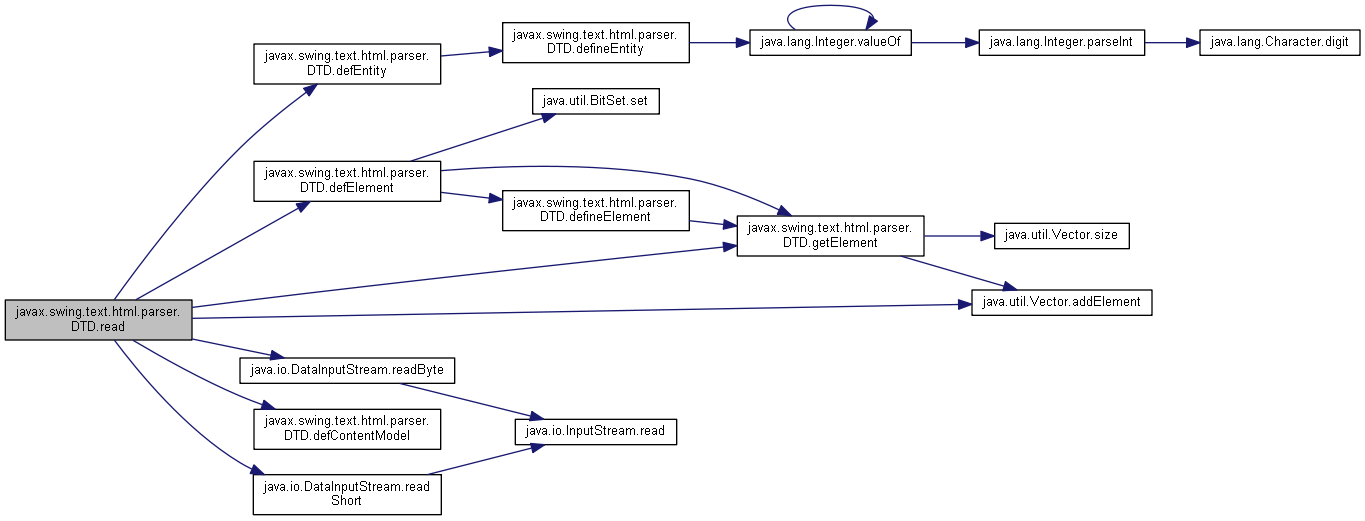 javax.swing.text.html.parser.
DTD.read
javax.swing.text.html.parser.
DTD.defEntity
javax.swing.text.html.parser.
DTD.defineEntity
java.lang.Integer.valueOf
java.lang.Integer.parseInt
java.lang.Character.digit
java.util.BitSet.set
javax.swing.text.html.parser.
DTD.defElement
javax.swing.text.html.parser.
DTD.defineElement
javax.swing.text.html.parser.
DTD.getElement
java.util.Vector.size
java.util.Vector.addElement
java.io.DataInputStream.readByte
javax.swing.text.html.parser.
DTD.defContentModel
java.io.InputStream.read
java.io.DataInputStream.read
Short